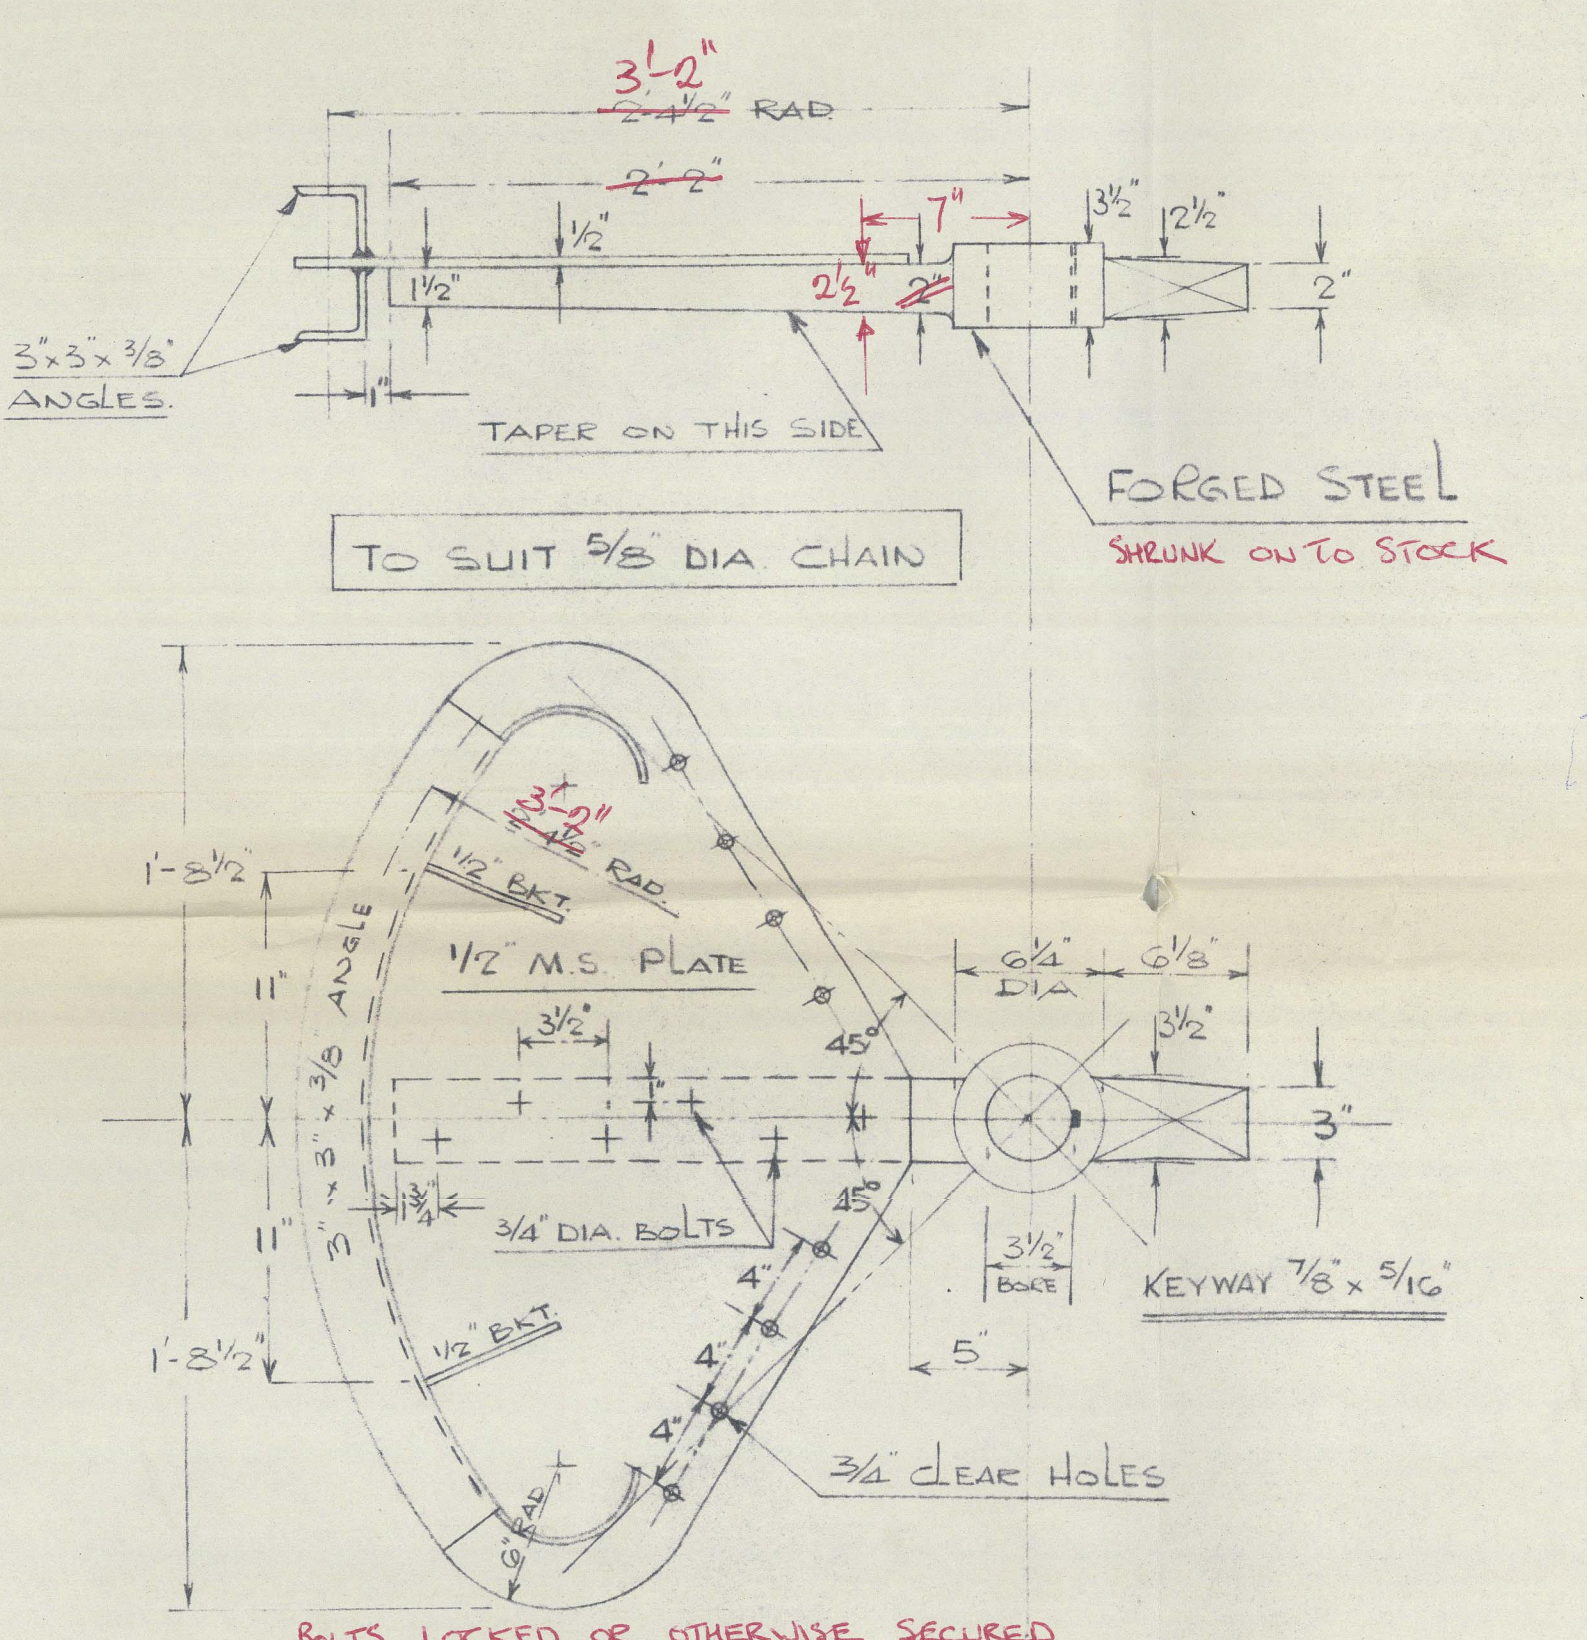 3'-2"
2'-4½" RAD.
2'-2"
7"
3½"
2½"
½"
1½"
2½"
2"
2"
3"x3"x3/8"
ANGLES.
1"
TAPER ON THIS SIDE
FORGED STEEL
SHRUNK ON TO STOCK
TO SUIT 5/8" DIA. CHAIN
3'-2"
2'-4½" RAD.
1'-8½"
½" BKT.
11"
3" x 3" x 3/8" ANGLE
½" M.S. PLATE
6¼"
DIA
6⅛"
3½"
45°
3½"
1"
3"
1¾"
45°
¾" DIA. BOLTS
11"
3½"
BORE
KEYWAY 7/8" x 5/16"
4"
½" BKT.
1'-8½"
4"
5"
4"
¾" CLEAR HOLES
6" RAD
BOLTS LOCKED OR OTHERWISE SECURED